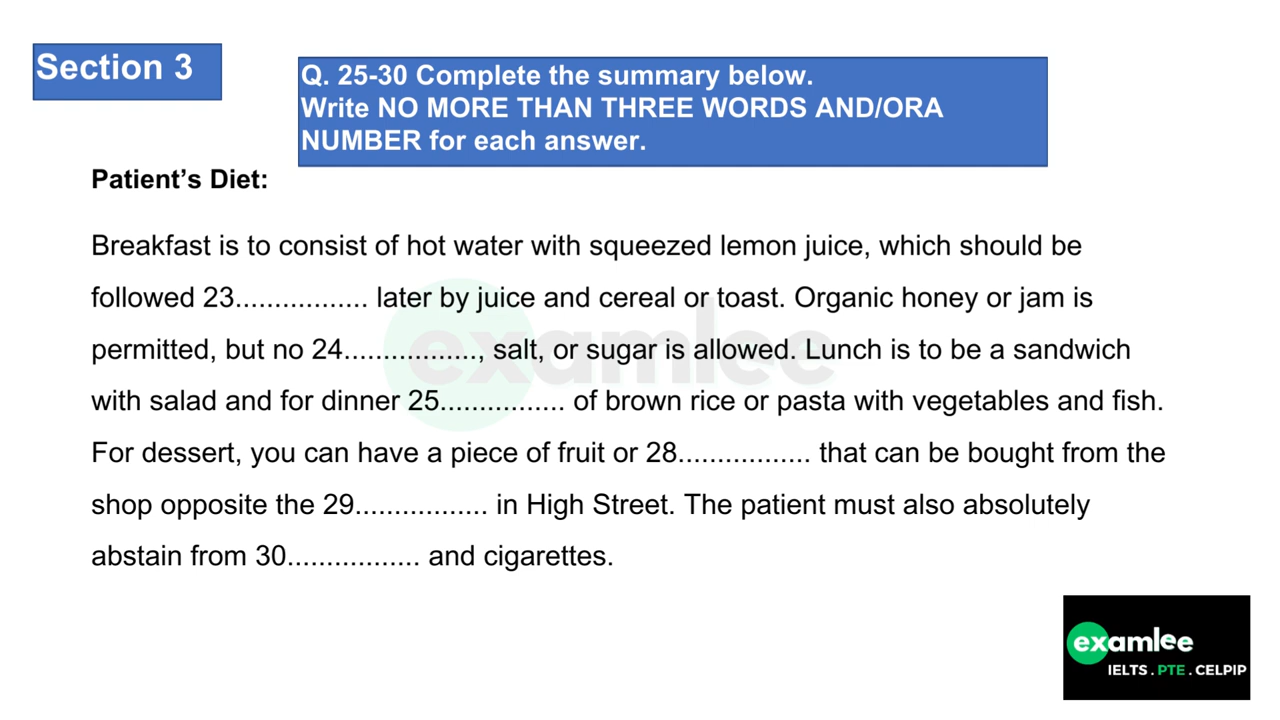 Section 3
Q. 25-30 Complete the summary below.
Write NO MORE THAN THREE WORDS AND/ORA
NUMBER for each answer.
Patient's Diet:
Breakfast is to consist of hot water with squeezed lemon juice, which should be
followed 23................. later by juice and cereal or toast. Organic honey or jam is
permitted, but no 24................., salt, or sugar is allowed. Lunch is to be a sandwich
with salad and for dinner 25................ of brown rice or pasta with vegetables and fish.
For dessert, you can have a piece of fruit or 28................. that can be bought from the
shop opposite the 29................. in High Street. The patient must also absolutely
abstain from 30................. and cigarettes.
examlee
examlee
IELTS . PTE . CELPIP